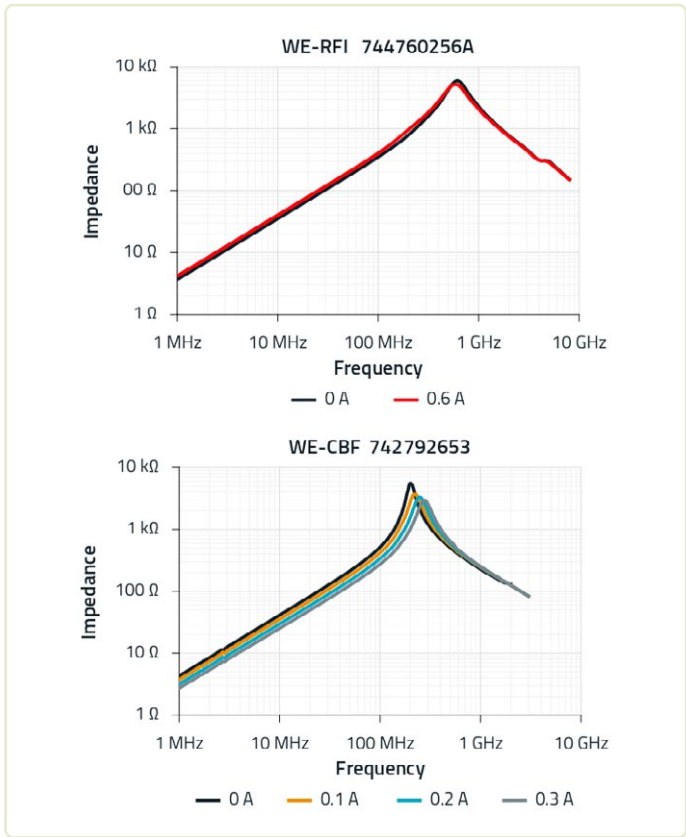 WE-RFI 744760256A
10 kΩ
1 kΩ
00 Ω
10 Ω
1 Ω
Impedance
1 MHz 10 MHz 100 MHz 1 GHz 10 GHz
Frequency
0 A 0.6 A
WE-CBF 742792653
10 kΩ
1 kΩ
100 Ω
10 Ω
1 Ω
Impedance
1 MHz 10 MHz 100 MHz 1 GHz 10 GHz
Frequency
0 A 0.1 A 0.2 A 0.3 A